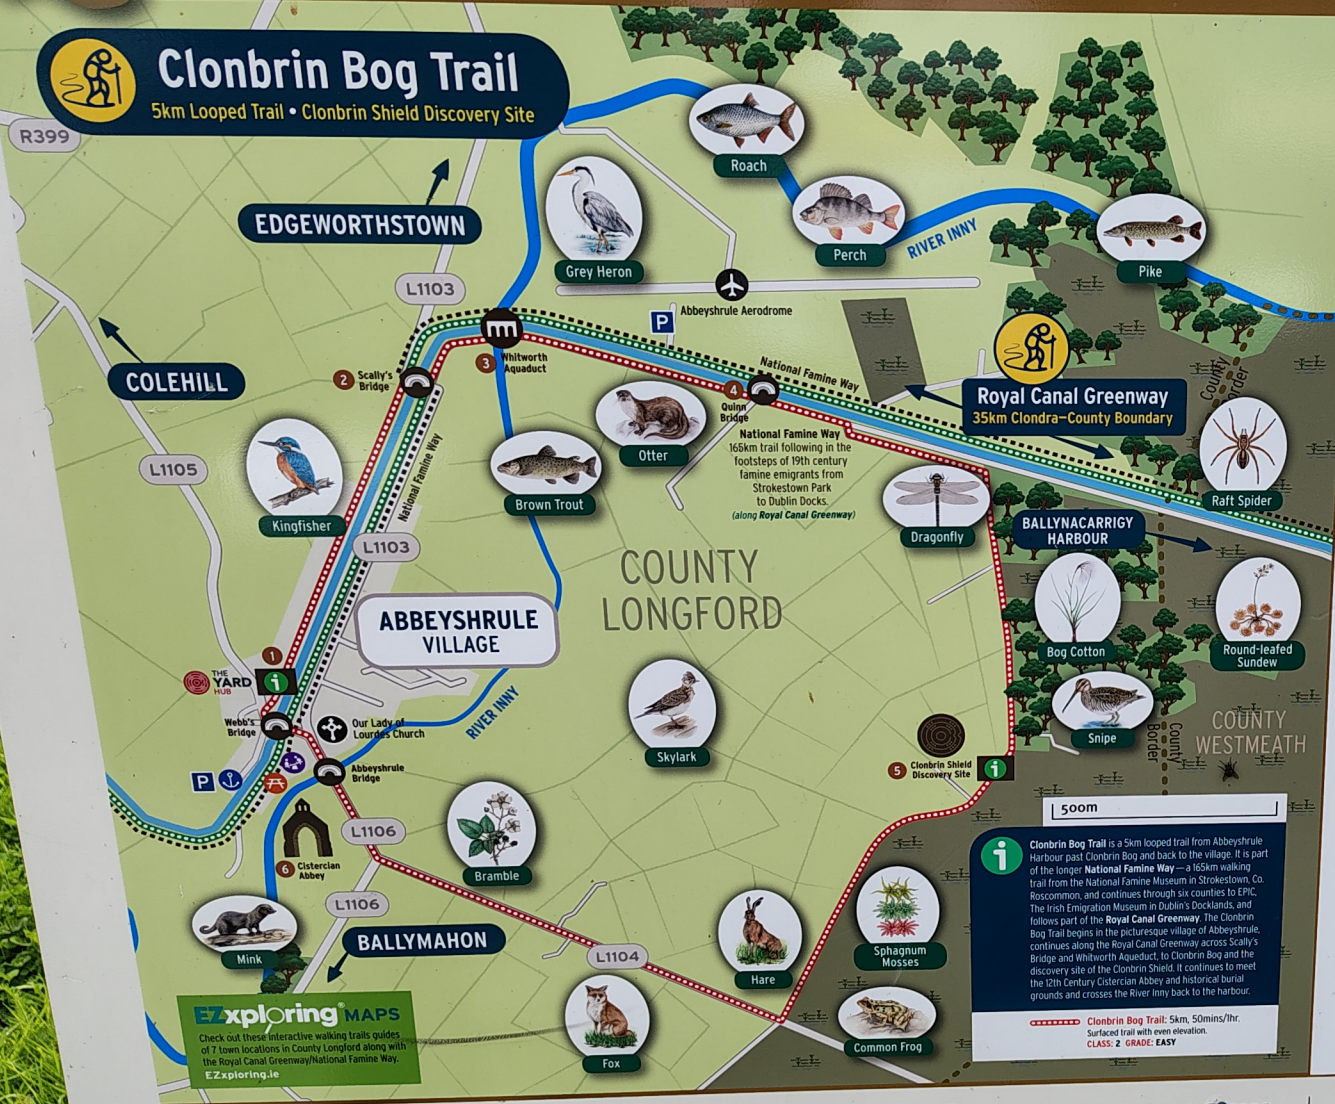 Clonbrin Bog Trail
5km Looped Trail • Clonbrin Shield Discovery Site
R399
EDGEWORTHSTOWN
L1103
COLEHILL
L1105
Roach
Grey Heron
Perch
RIVER INNY
Pike
Abbeyshrule Aerodrome
P
3
Whitworth
Aquaduct
2
Scally's
Bridge
National Famine Way
4
Quinn
Bridge
Royal Canal Greenway
35km Clondra–County Boundary
County
Border
Kingfisher
National Famine Way
Brown Trout
Otter
National Famine Way
165km trail following in the
footsteps of 19th century
famine emigrants from
Strokestown Park
to Dublin Docks.
(along Royal Canal Greenway)
Dragonfly
Raft Spider
BALLYNACARRIGY
HARBOUR
L1103
COUNTY
LONGFORD
ABBEYSHRULE
VILLAGE
Bog Cotton
Round-leafed
Sundew
1
THE
YARD
HUB
i
Webb's
Bridge
Our Lady of
Lourdes Church
RIVER INNY
Abbeyshrule
Bridge
P
Skylark
Snipe
County
Border
COUNTY
WESTMEATH
5
Clonbrin Shield
Discovery Site
i
500m
L1106
6
Cistercian
Abbey
Bramble
L1106
BALLYMAHON
Mink
L1104
Hare
Sphagnum
Mosses
Fox
Common Frog
EZxploring® MAPS
Check out these interactive walking trails guides
of 7 town locations in County Longford along with
the Royal Canal Greenway/National Famine Way.
EZxploring.ie
i
Clonbrin Bog Trail is a 5km looped trail from Abbeyshrule
Harbour past Clonbrin Bog and back to the village. It is part
of the longer National Famine Way — a 165km walking
trail from the National Famine Museum in Strokestown, Co.
Roscommon, and continues through six counties to EPIC,
The Irish Emigration Museum in Dublin's Docklands, and
follows part of the Royal Canal Greenway. The Clonbrin
Bog Trail begins in the picturesque village of Abbeyshrule,
continues along the Royal Canal Greenway across Scally's
Bridge and Whitworth Aqueduct, to Clonbrin Bog and the
discovery site of the Clonbrin Shield. It continues to meet
the 12th Century Cistercian Abbey and historical burial
grounds and crosses the River Inny back to the harbour.
Clonbrin Bog Trail: 5km, 50mins/1hr.
Surfaced trail with even elevation.
CLASS: 2 GRADE: EASY